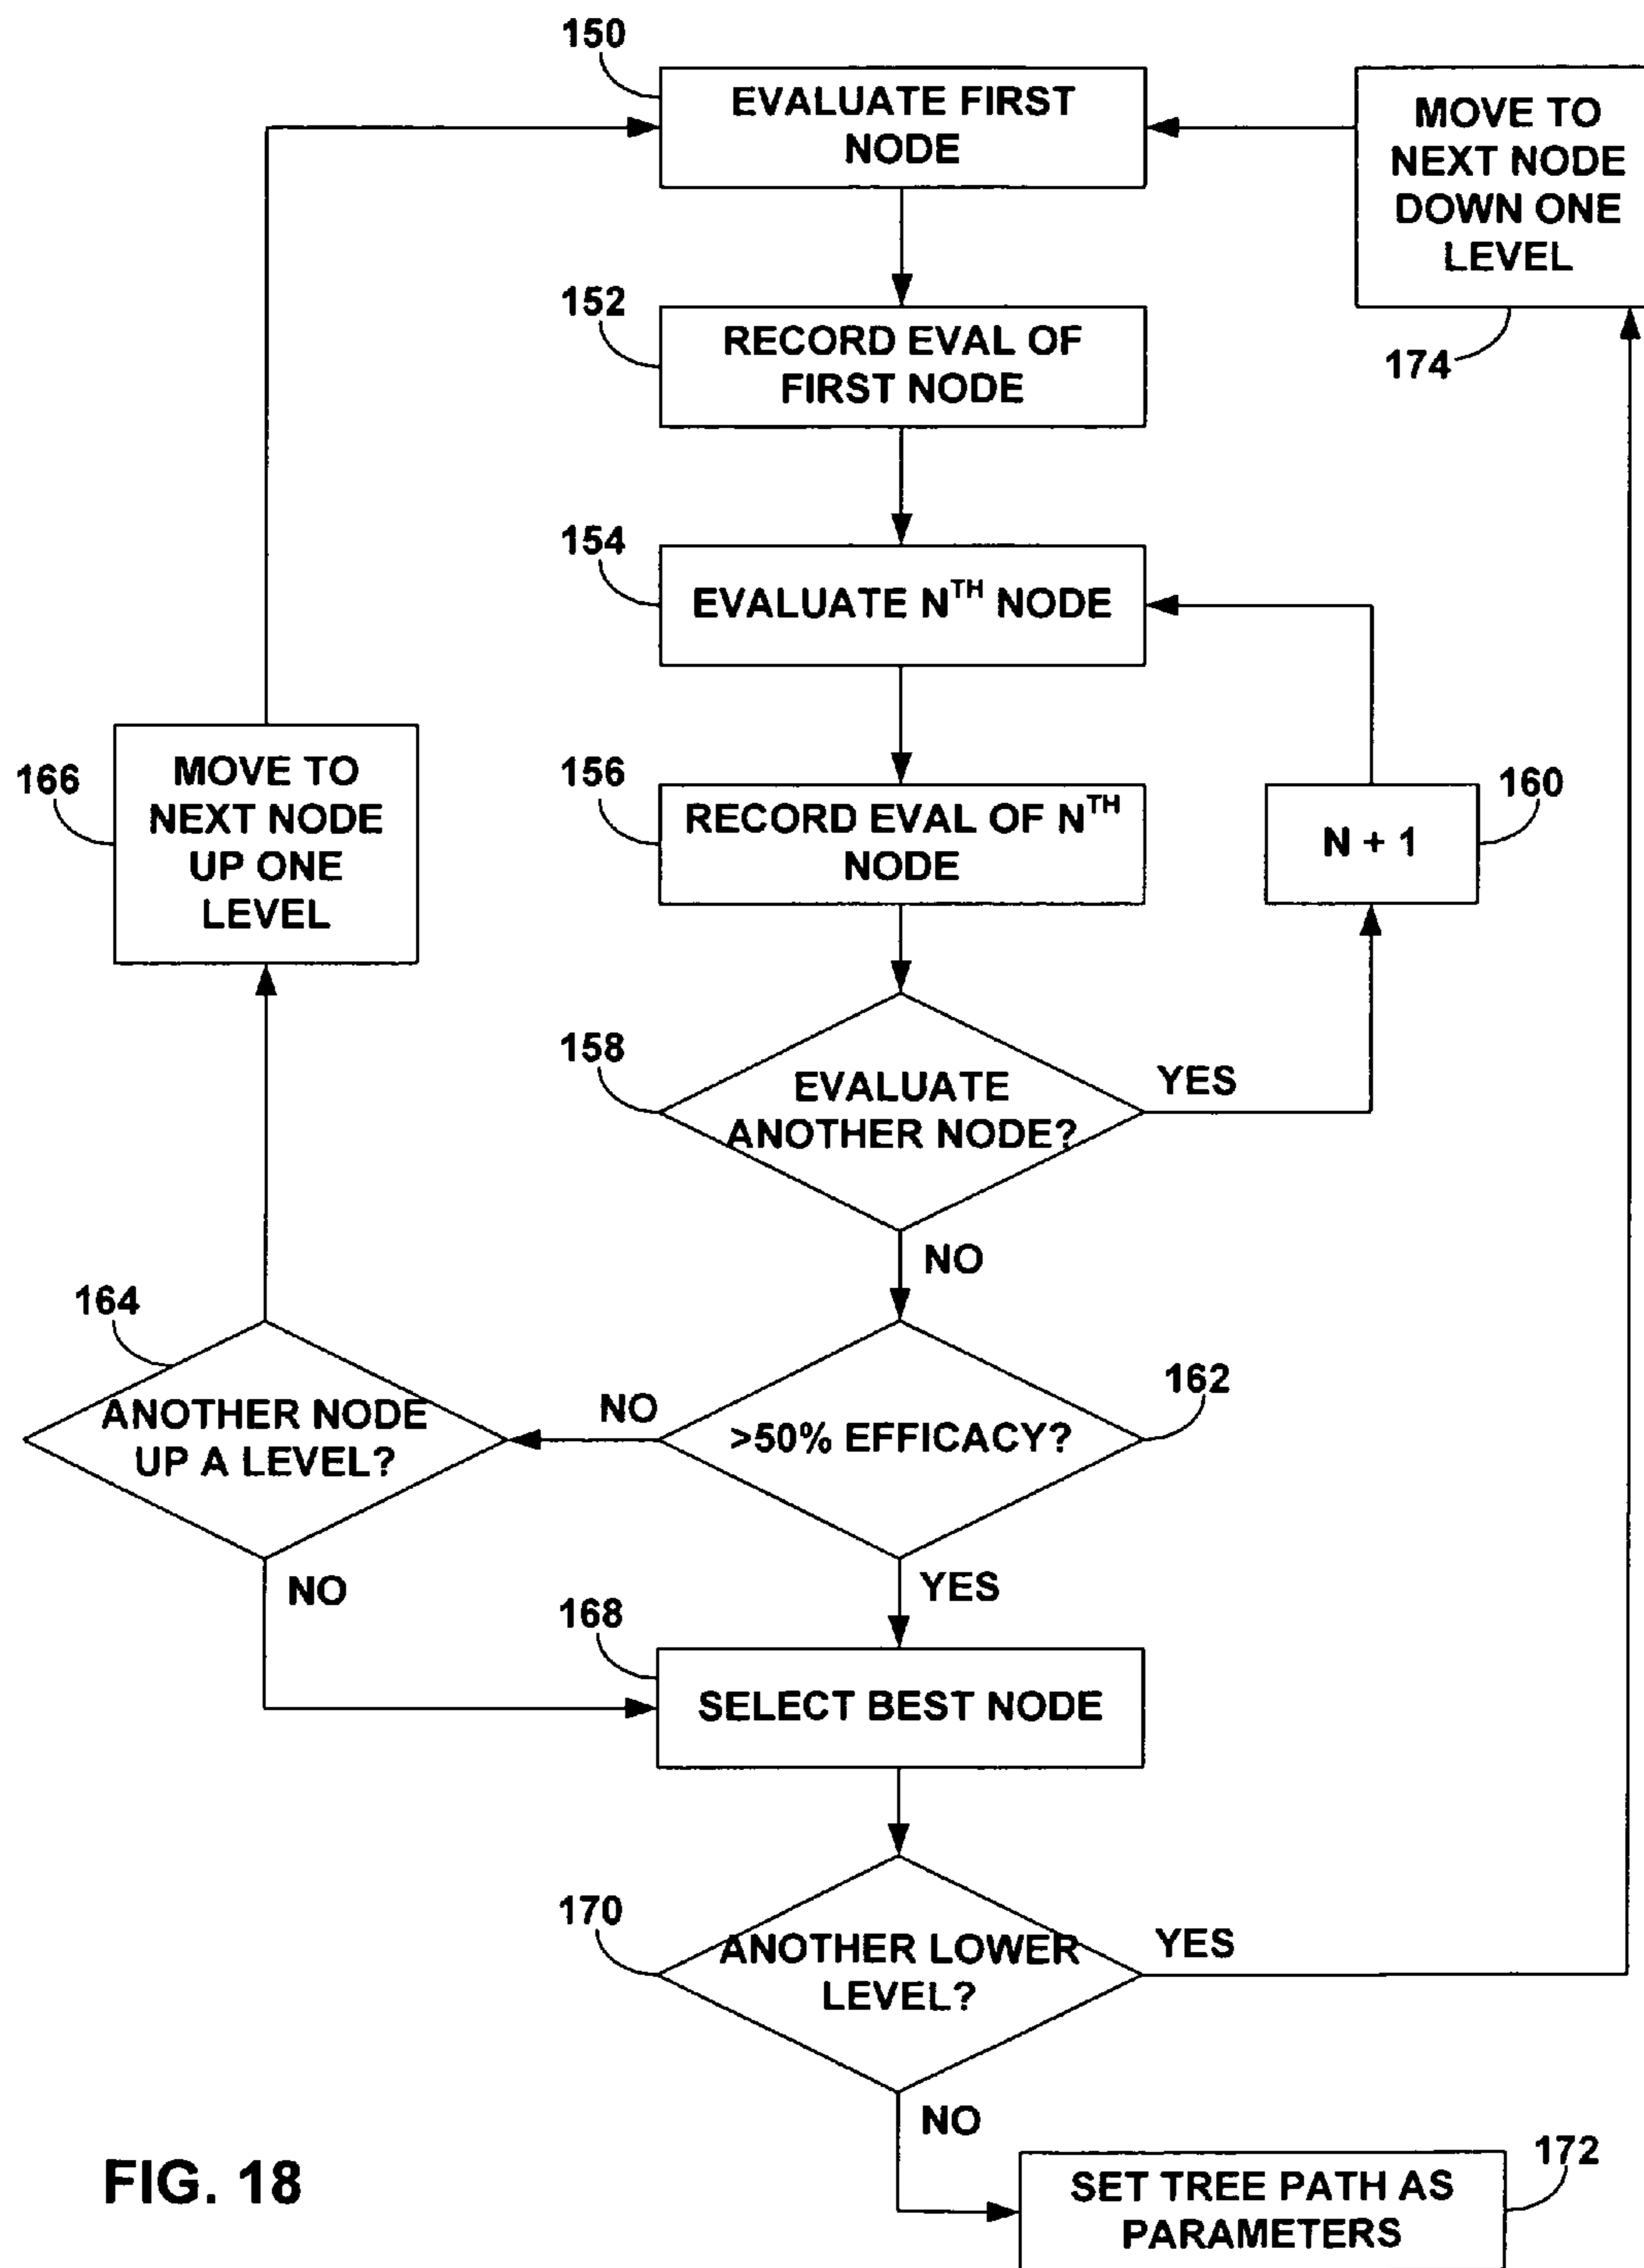 150
EVALUATE FIRST
NODE
MOVE TO
NEXT NODE
DOWN ONE
LEVEL
174
152
RECORD EVAL OF
FIRST NODE
154
EVALUATE NTH NODE
166
MOVE TO
NEXT NODE
UP ONE
LEVEL
156
RECORD EVAL OF NTH
NODE
160
N + 1
158
EVALUATE
ANOTHER NODE?
YES
NO
164
ANOTHER NODE
UP A LEVEL?
NO
>50% EFFICACY?
162
NO
YES
168
SELECT BEST NODE
170
ANOTHER LOWER
LEVEL?
YES
NO
172
SET TREE PATH AS
PARAMETERS
FIG. 18